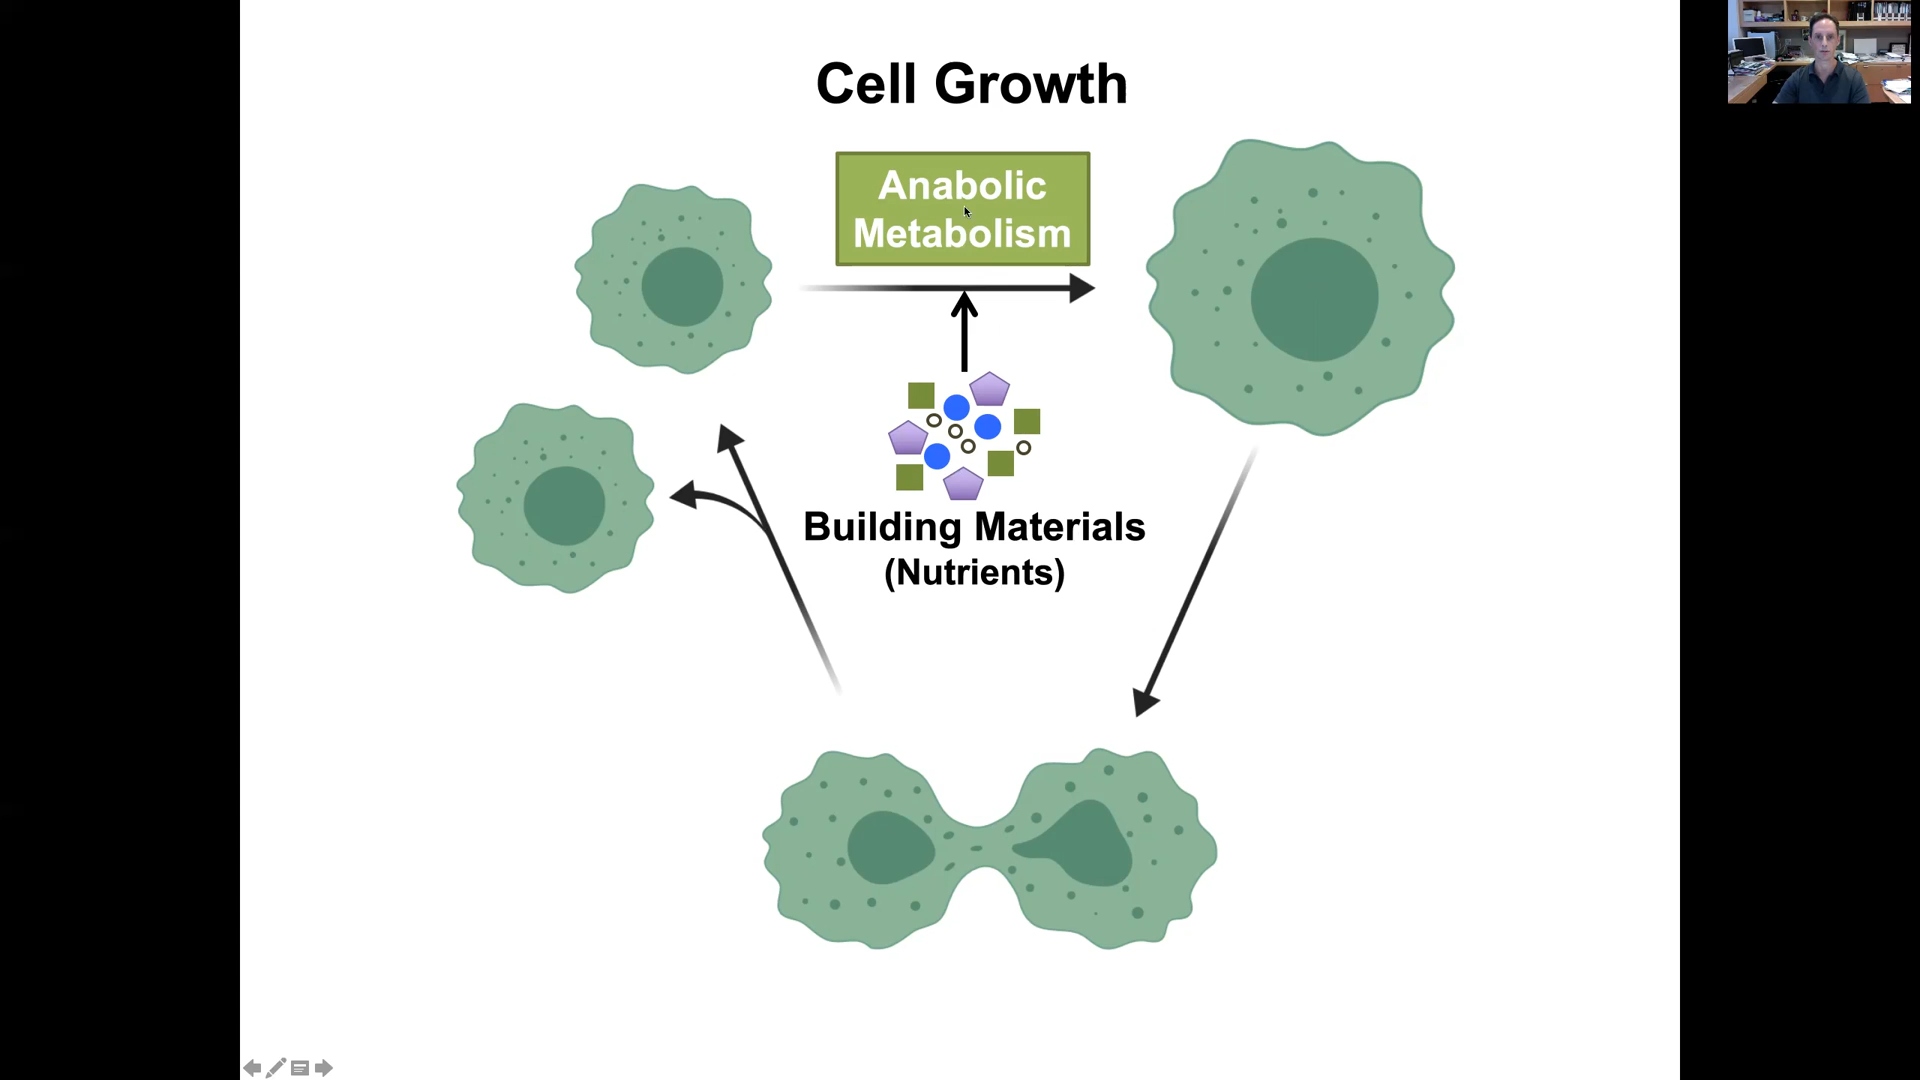 Cell Growth
Anabolic
Metabolism
Building Materials
(Nutrients)